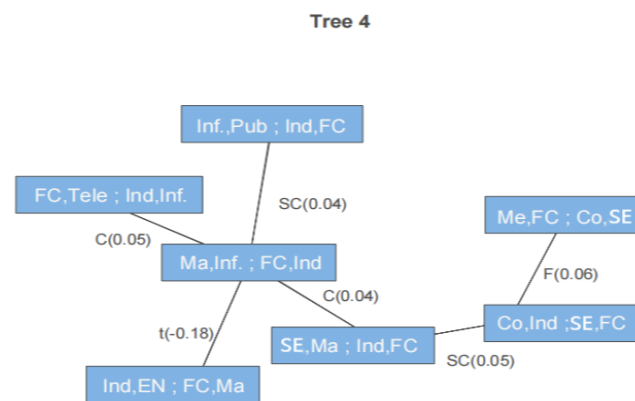 Tree 4
Inf.,Pub ; Ind,FC
FC,Tele ; Ind,Inf.
SC(0.04)
Me,FC ; Co,SE
C(0.05)
Ma,Inf. ; FC,Ind
F(0.06)
C(0.04)
Co,Ind ;SE,FC
t(-0.18)
SE,Ma ; Ind,FC
SC(0.05)
Ind,EN ; FC,Ma